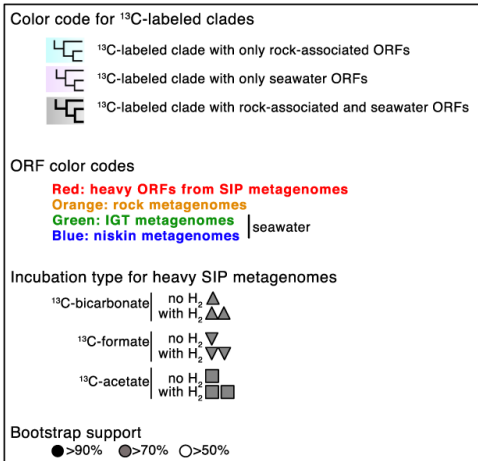 Color code for ¹³C-labeled clades
¹³C-labeled clade with only rock-associated ORFs
¹³C-labeled clade with only seawater ORFs
¹³C-labeled clade with rock-associated and seawater ORFs
ORF color codes
Red: heavy ORFs from SIP metagenomes
Orange: rock metagenomes
Green: IGT metagenomes
Blue: niskin metagenomes
seawater
Incubation type for heavy SIP metagenomes
¹³C-bicarbonate
no H₂
with H₂
¹³C-formate
no H₂
with H₂
¹³C-acetate
no H₂
with H₂
Bootstrap support
>90% >70% >50%